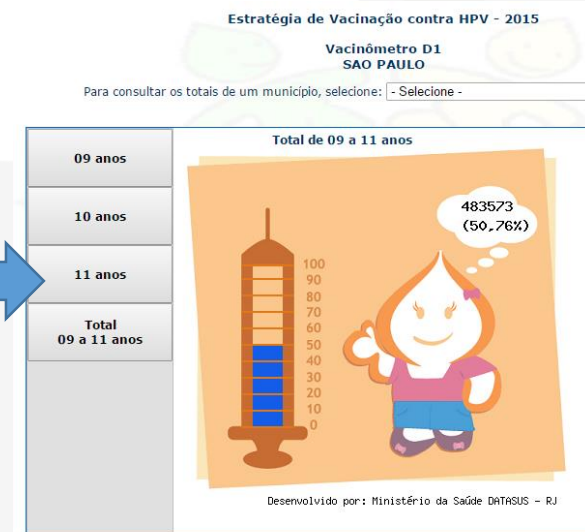 Estratégia de Vacinação contra HPV - 2015
Vacinômetro D1
SAO PAULO
Para consultar os totais de um município, selecione: - Selecione -
09 anos
10 anos
11 anos
Total
09 a 11 anos
Total de 09 a 11 anos
483573
(50,76%)
100
90
80
70
60
50
40
30
20
10
0
Desenvolvido por: Ministério da Saúde DATASUS - RJ